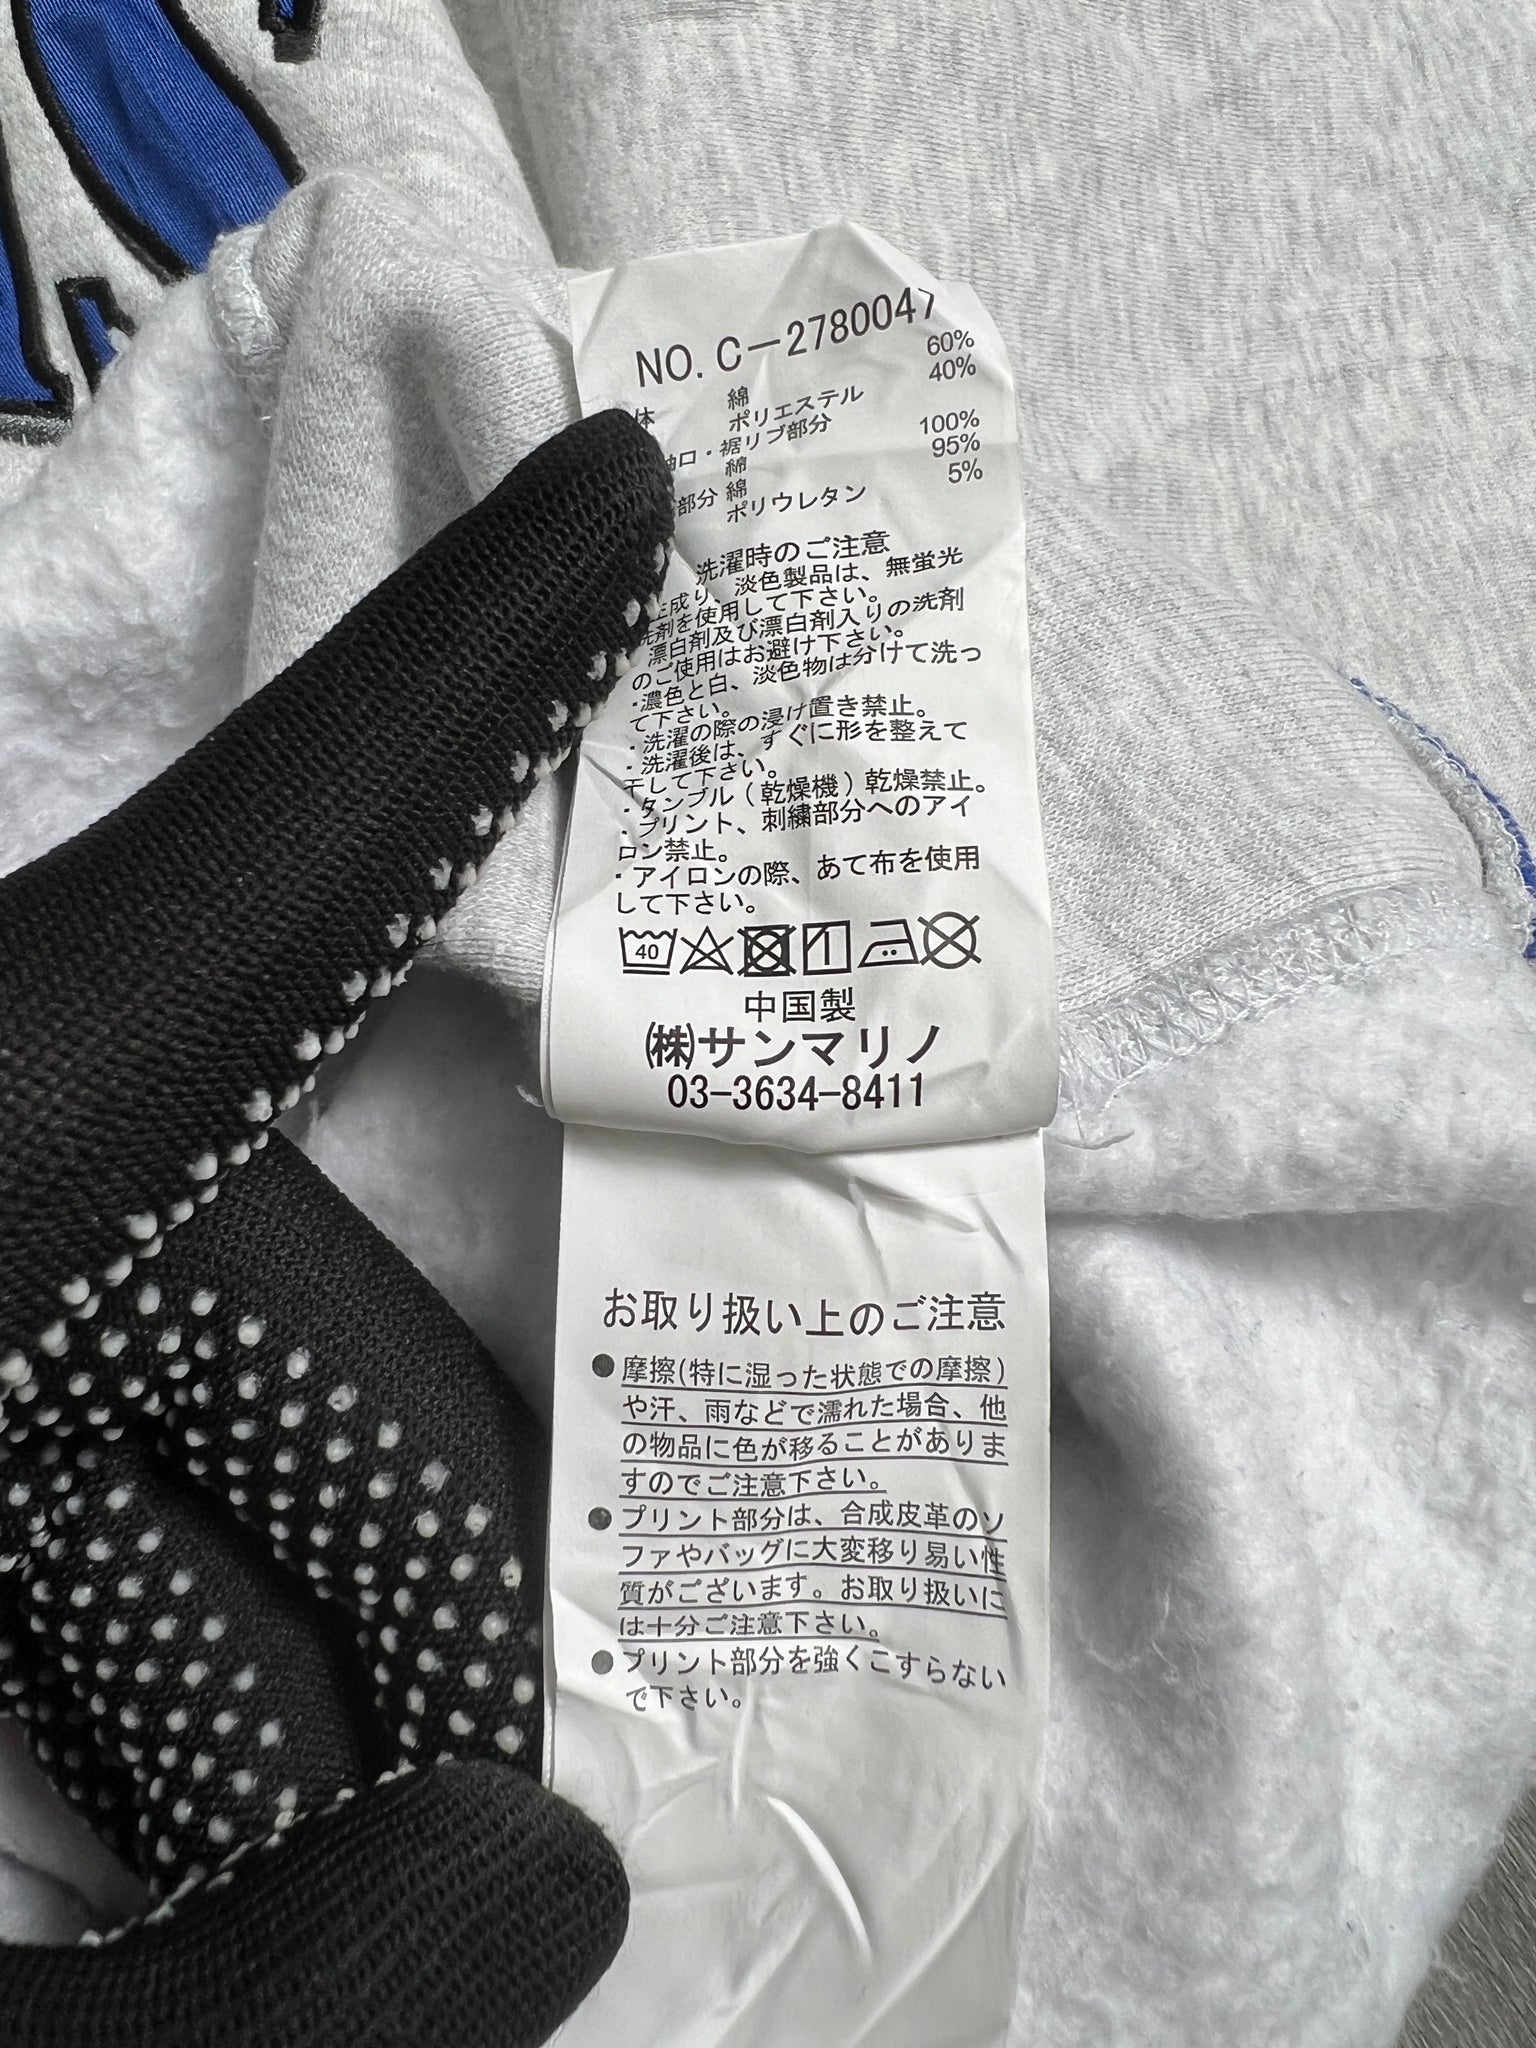 NO. C-2780047
60%
体 綿
40%
ポリエステル
口・裾リブ部分
綿 100%
部分 綿 95%
ポリウレタン 5%
洗濯時のご注意
成り、淡色製品は、無蛍光
洗剤を使用して下さい。
漂白剤及び漂白剤入りの洗剤
のご使用はお避け下さい。
・濃色と白、淡色物は分けて洗っ
て下さい。
・洗濯の際の浸け置き禁止。
・洗濯後は、すぐに形を整えて
干して下さい。
・タンブル(乾燥機)乾燥禁止。
・プリント、刺繍部分へのアイ
ロン禁止。
・アイロンの際、あて布を使用
して下さい。
40
中国製
㈱サンマリノ
03-3634-8411
お取り扱い上のご注意
●摩擦(特に湿った状態での摩擦)
や汗、雨などで濡れた場合、他
の物品に色が移ることがありま
すのでご注意下さい。
●プリント部分は、合成皮革のソ
ファやバッグに大変移り易い性
質がございます。お取り扱いに
は十分ご注意下さい。
●プリント部分を強くこすらない
で下さい。